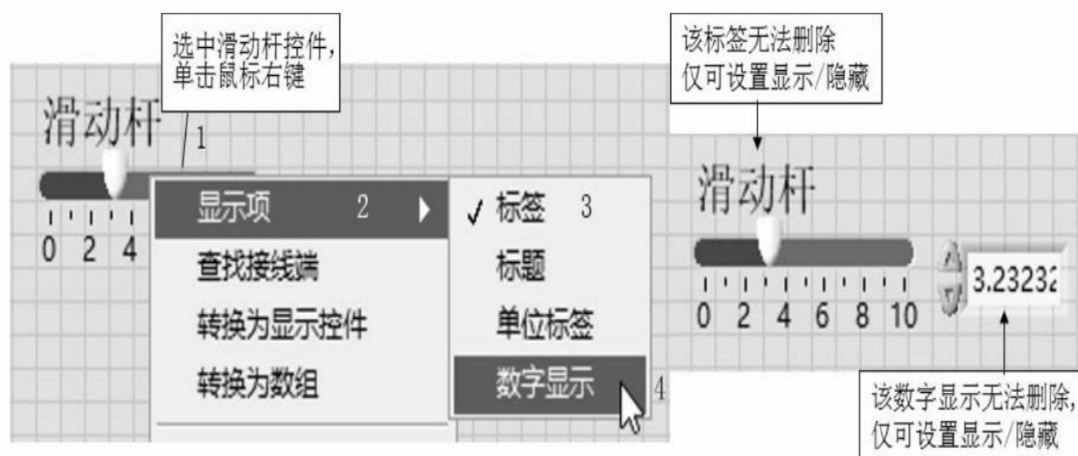 选中滑动杆控件，
单击鼠标右键
滑动杆
1
0 2 4
显示项 2
查找接线端
转换为显示控件
转换为数组
✓ 标签 3
标题
单位标签
数字显示
4
该标签无法删除
仅可设置显示/隐藏
滑动杆
0 2 4 6 8 10
3.23232
该数字显示无法删除，
仅可设置显示/隐藏